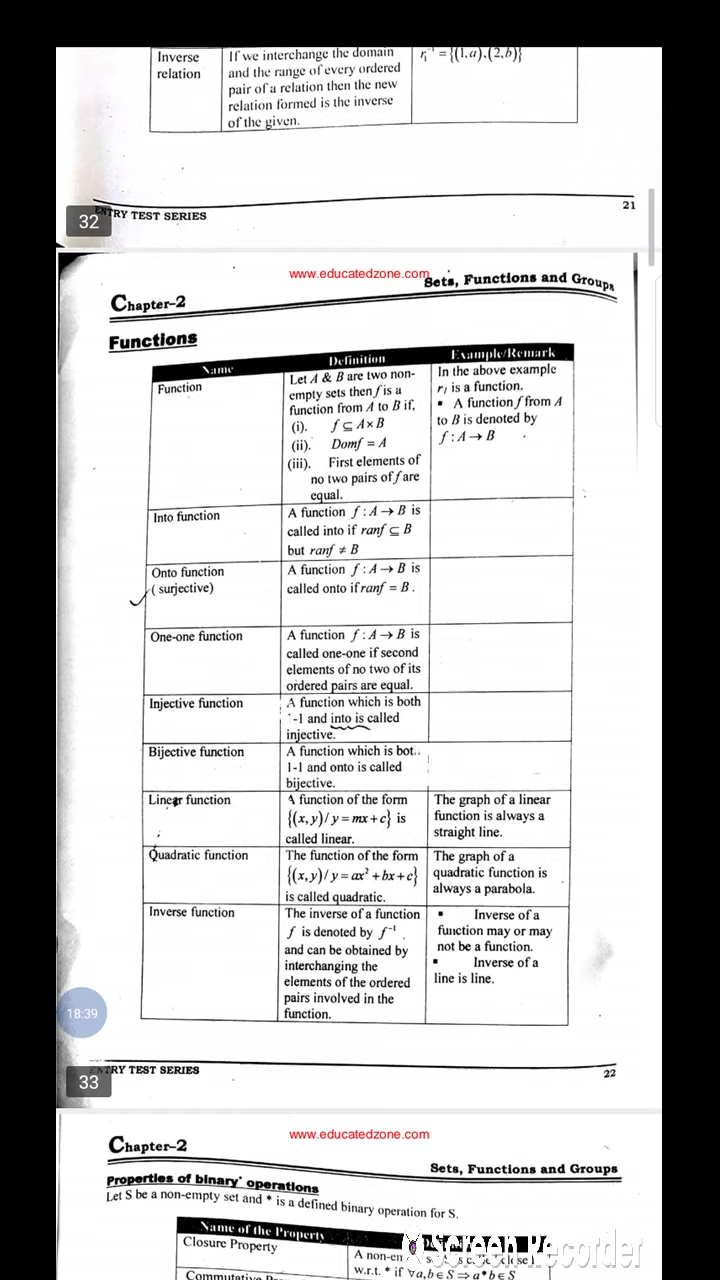 Inverse relation
If we interchange the domain
and the range of every ordered
pair of a relation then the new
relation formed is the inverse
of the given.
r₁⁻¹ = {(1,a),(2,b)}
ENTRY TEST SERIES
21
32
www.educatedzone.com
Chapter–2
Sets, Functions and Groups
Functions
Name
Definition
Example/Remark
Function
Let A & B are two non-
empty sets then f is a
function from A to B if,
(i). f ⊆ A×B
(ii). Domf = A
(iii). First elements of
no two pairs of f are
equal.
In the above example
r₁ is a function.
▪ A function f from A
to B is denoted by
f : A → B
Into function
A function f : A → B is
called into if ranf ⊆ B
but ranf ≠ B
Onto function
( surjective)
A function f : A → B is
called onto if ranf = B .
One-one function
A function f : A → B is
called one-one if second
elements of no two of its
ordered pairs are equal.
Injective function
A function which is both
-1 and into is called
injective.
Bijective function
A function which is bot
1-1 and onto is called
bijective.
Linear function
A function of the form
{(x,y)/y = mx+c} is
called linear.
The graph of a linear
function is always a
straight line.
Quadratic function
The function of the form
{(x,y)/y = ax² + bx + c}
is called quadratic.
The graph of a
quadratic function is
always a parabola.
Inverse function
The inverse of a function
f is denoted by f⁻¹ .
and can be obtained by
interchanging the
elements of the ordered
pairs involved in the
function.
▪ Inverse of a
function may or may
not be a function.
▪ Inverse of a
line is line.
18:39
ENTRY TEST SERIES
22
33
www.educatedzone.com
Chapter–2
Sets, Functions and Groups
Properties of binary operations
Let S be a non-empty set and * is a defined binary operation for S.
Name of the Property
Closure Property
A non-em
w.r.t. * if ∀a,b∈S ⇒ a*b∈S
Commutative
Screen Recorder